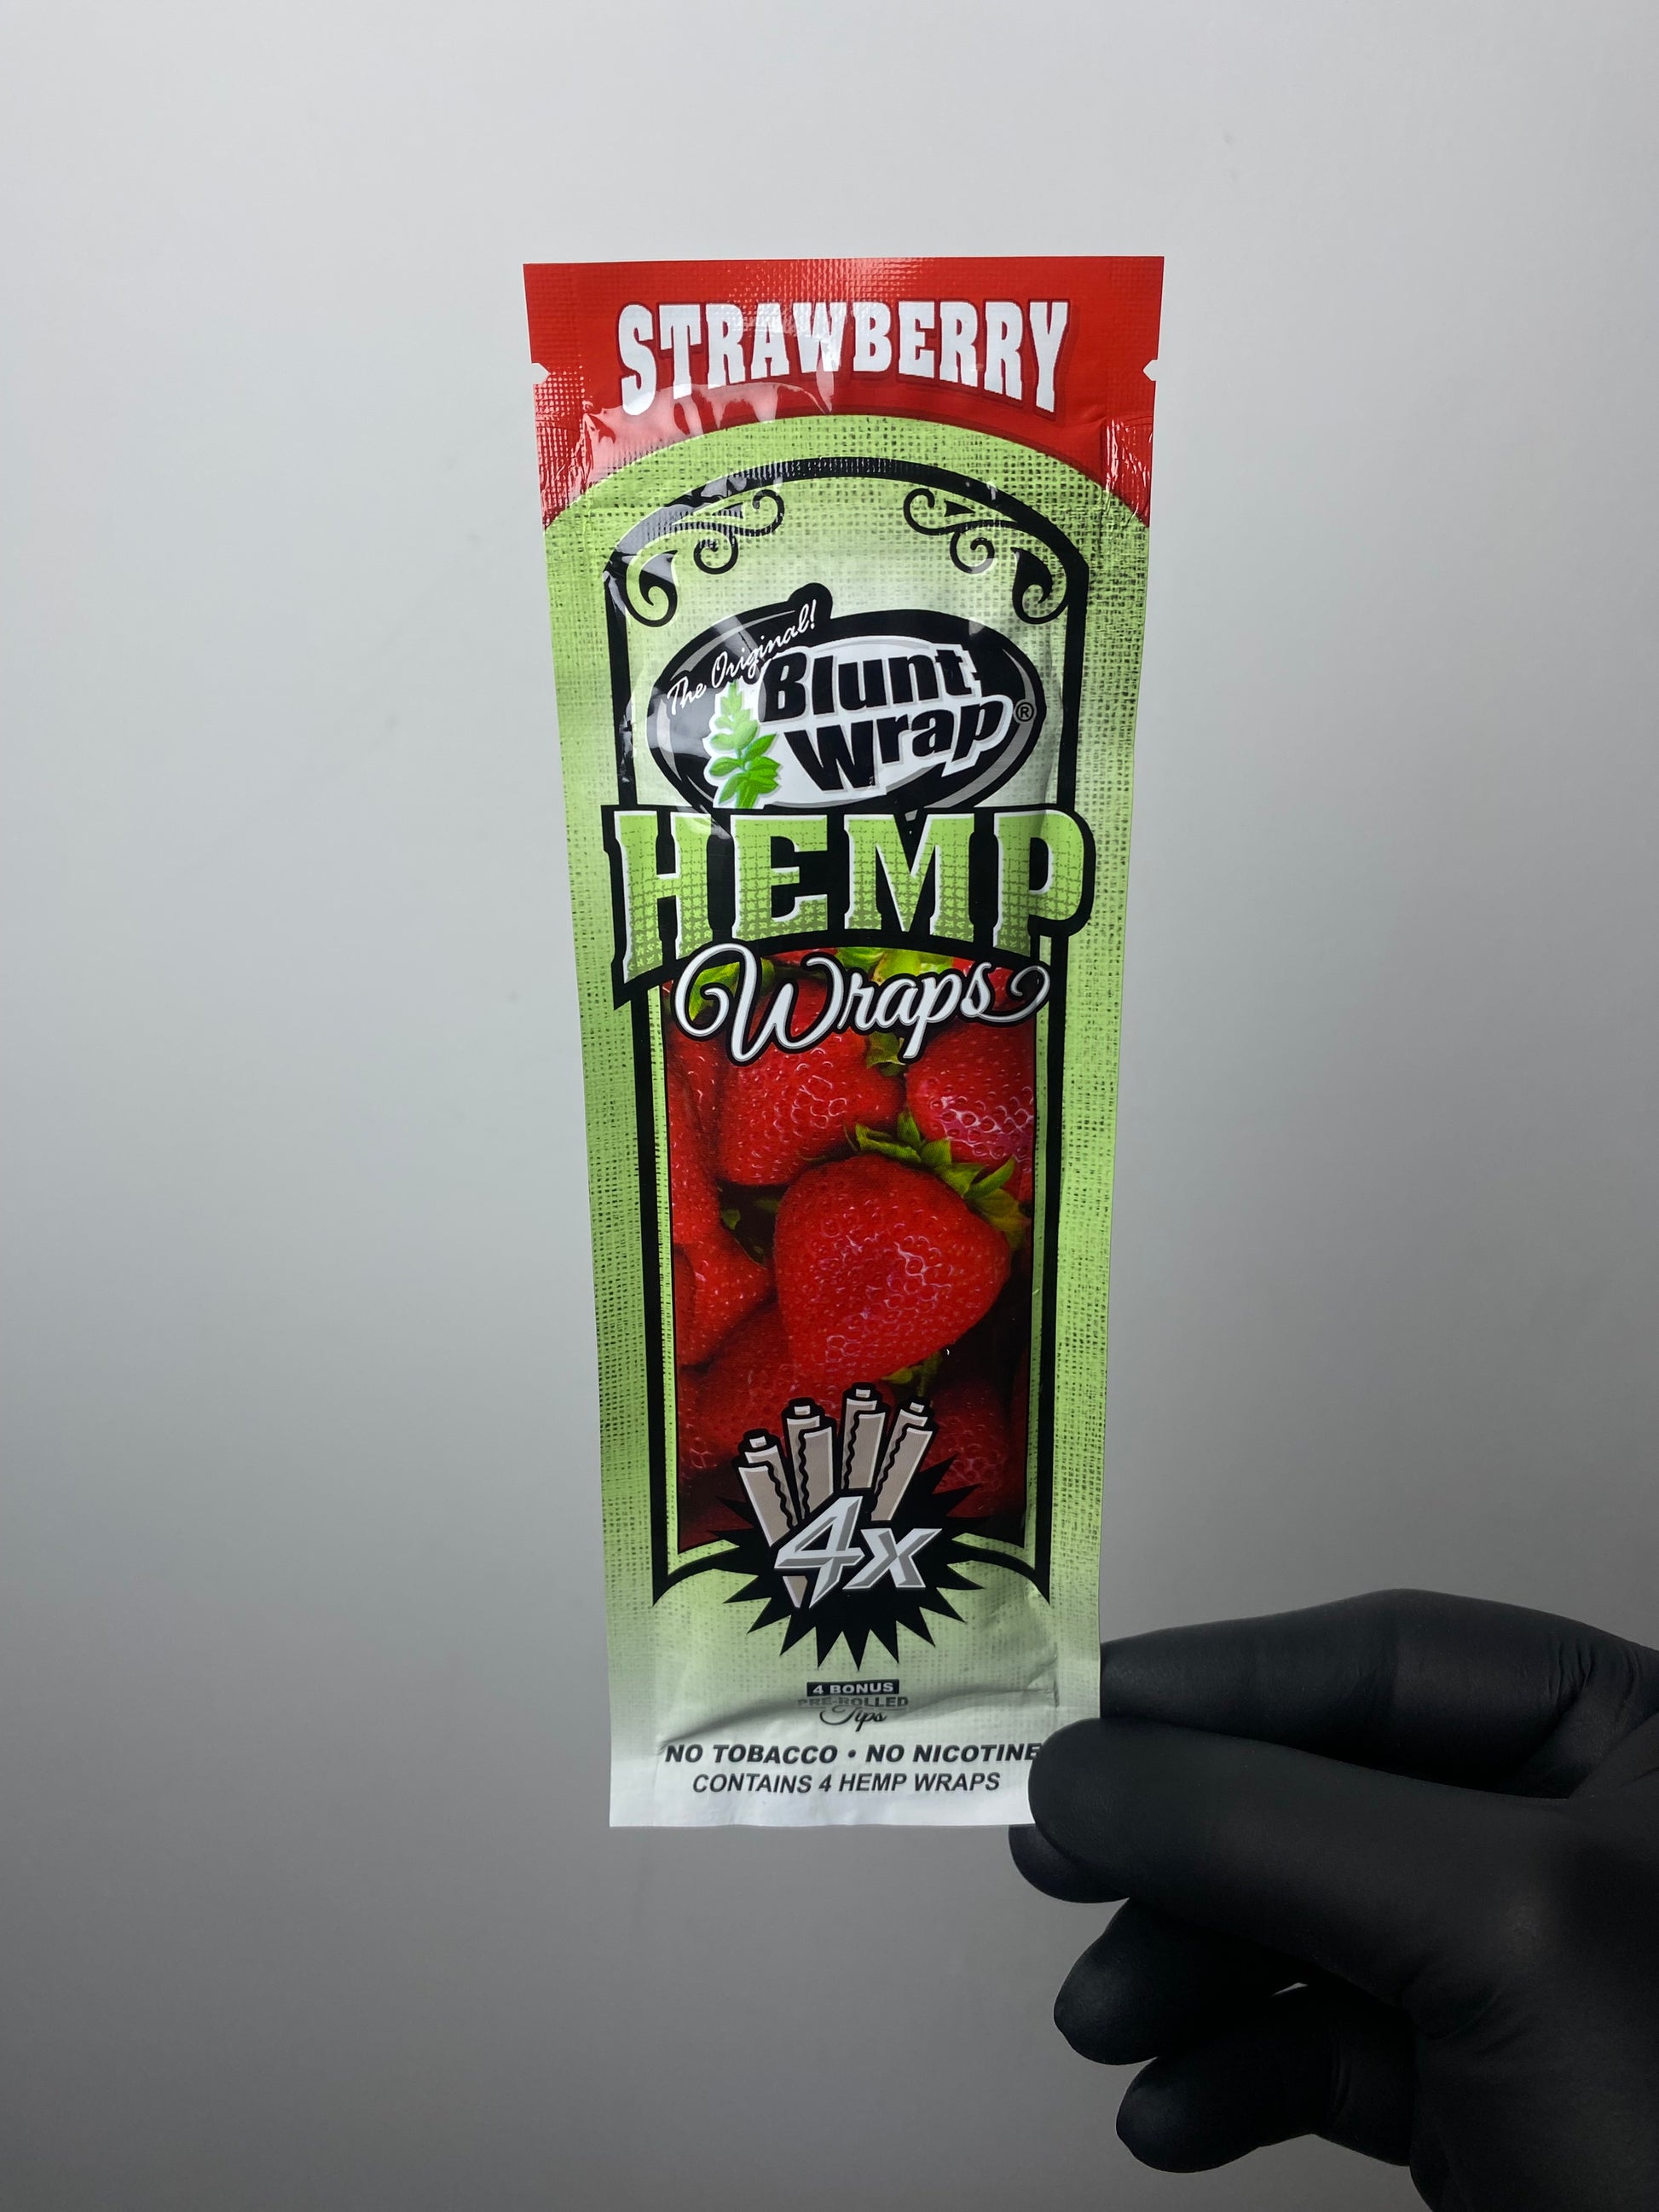 STRAWBERRY
The Original!
Blunt
Wrap®
HEMP
Wraps
4x
4 BONUS
PRE-ROLLED
Tips
NO TOBACCO • NO NICOTINE
CONTAINS 4 HEMP WRAPS